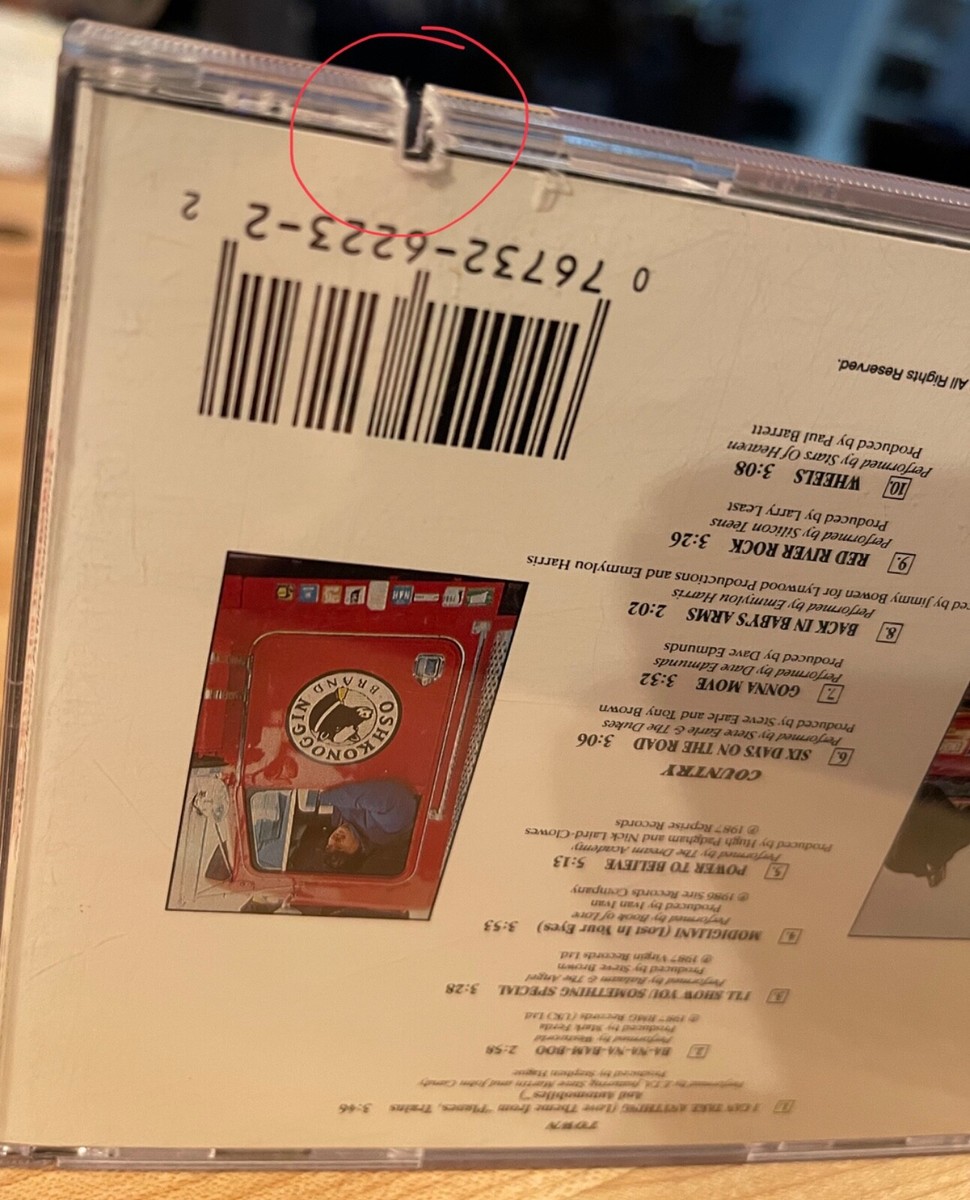 TOWN
1. I CAN TAKE ANYTHING (Love Theme from "Planes, Trains 3:46
And Automobiles")
Performed by E.T.A. featuring Steve Martin and John Candy
Produced by Stephen Hague
2. BA-NA-NA-BAM-BOO 2:58
Performed by Westworld
Produced by Mark Ferda
℗ 1987 BMG Records (UK) Ltd.
3. I'LL SHOW YOU SOMETHING SPECIAL 3:28
Performed by Balaam & The Angel
Produced by Steve Brown
℗ 1987 Virgin Records Ltd.
4. MODIGLIANI (Lost In Your Eyes) 3:53
Performed by Book of Love
Produced by Ivan Ivan
℗ 1986 Sire Records Company
5. POWER TO BELIEVE 5:13
Performed by The Dream Academy
Produced by Hugh Padgham and Nick Laird-Clowes
℗ 1987 Reprise Records
COUNTRY
6. SIX DAYS ON THE ROAD 3:06
Performed by Steve Earle & The Dukes
Produced by Steve Earle and Tony Brown
7. GONNA MOVE 3:32
Performed by Dave Edmunds
Produced by Dave Edmunds
8. BACK IN BABY'S ARMS 2:02
Performed by Emmylou Harris
ed by Jimmy Bowen for Lynwood Productions and Emmylou Harris
9. RED RIVER ROCK 3:26
Performed by Silicon Teens
Produced by Larry Least
10. WHEELS 3:08
Performed by Stars Of Heaven
Produced by Paul Barrett
All Rights Reserved.
OSHKONOGGIN
BRAND
0 76732-6223-2 2